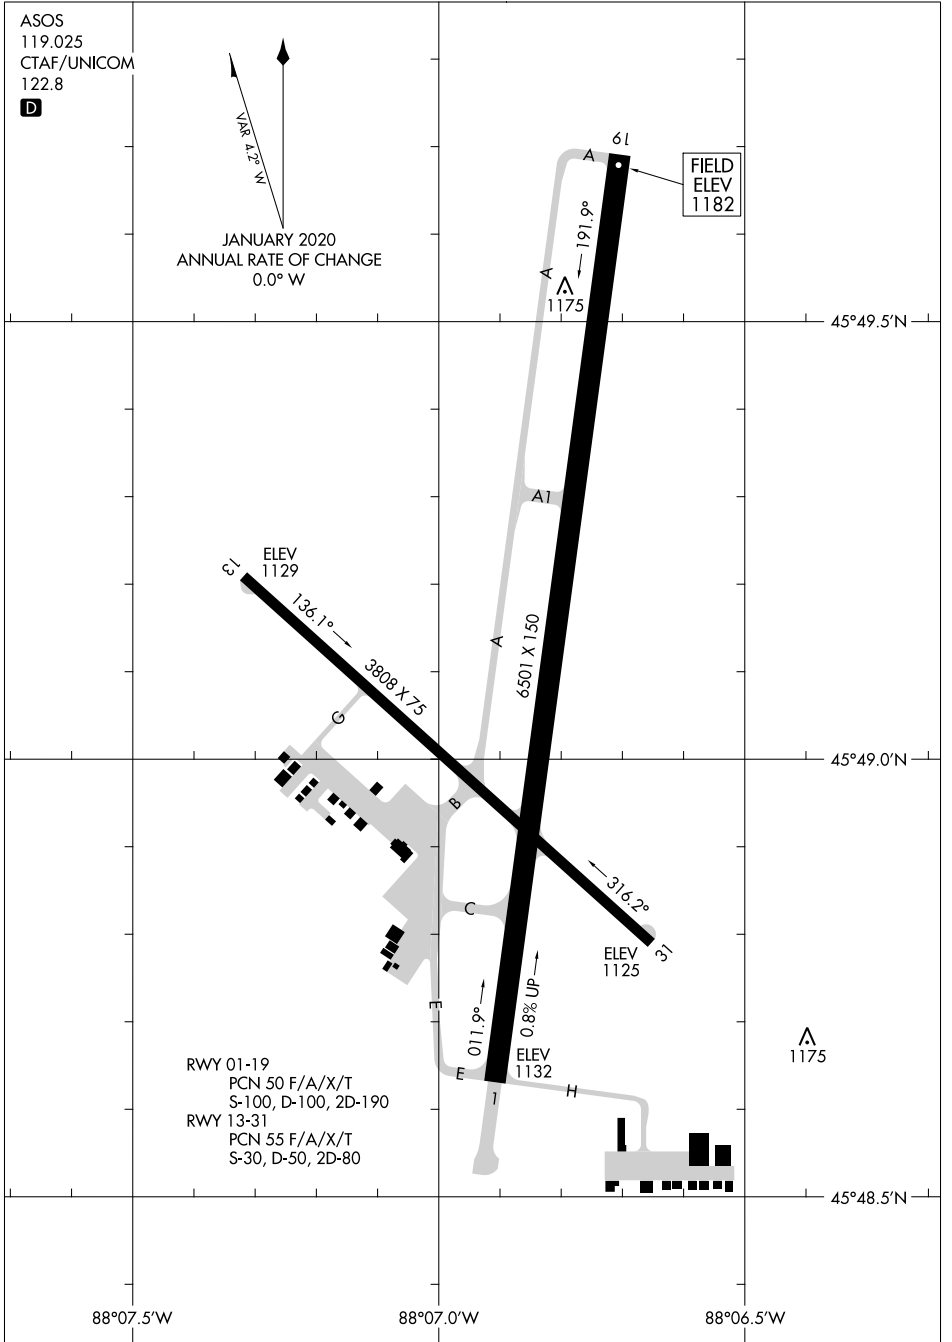 ASOS
119.025
CTAF/UNICOM
122.8
D
VAR 4.2° W
JANUARY 2020
ANNUAL RATE OF CHANGE
0.0° W
19
A
FIELD
ELEV
1182
191.9°
A
1175
45°49.5'N
A1
ELEV
1129
13
136.1°
3808 X 75
A
6501 X 150
G
45°49.0'N
B
316.2°
C
31
ELEV
1125
E
011.9°
0.8% UP
1175
ELEV
1132
E
H
1
RWY 01-19
PCN 50 F/A/X/T
S-100, D-100, 2D-190
RWY 13-31
PCN 55 F/A/X/T
S-30, D-50, 2D-80
45°48.5'N
88°07.5'W
88°07.0'W
88°06.5'W